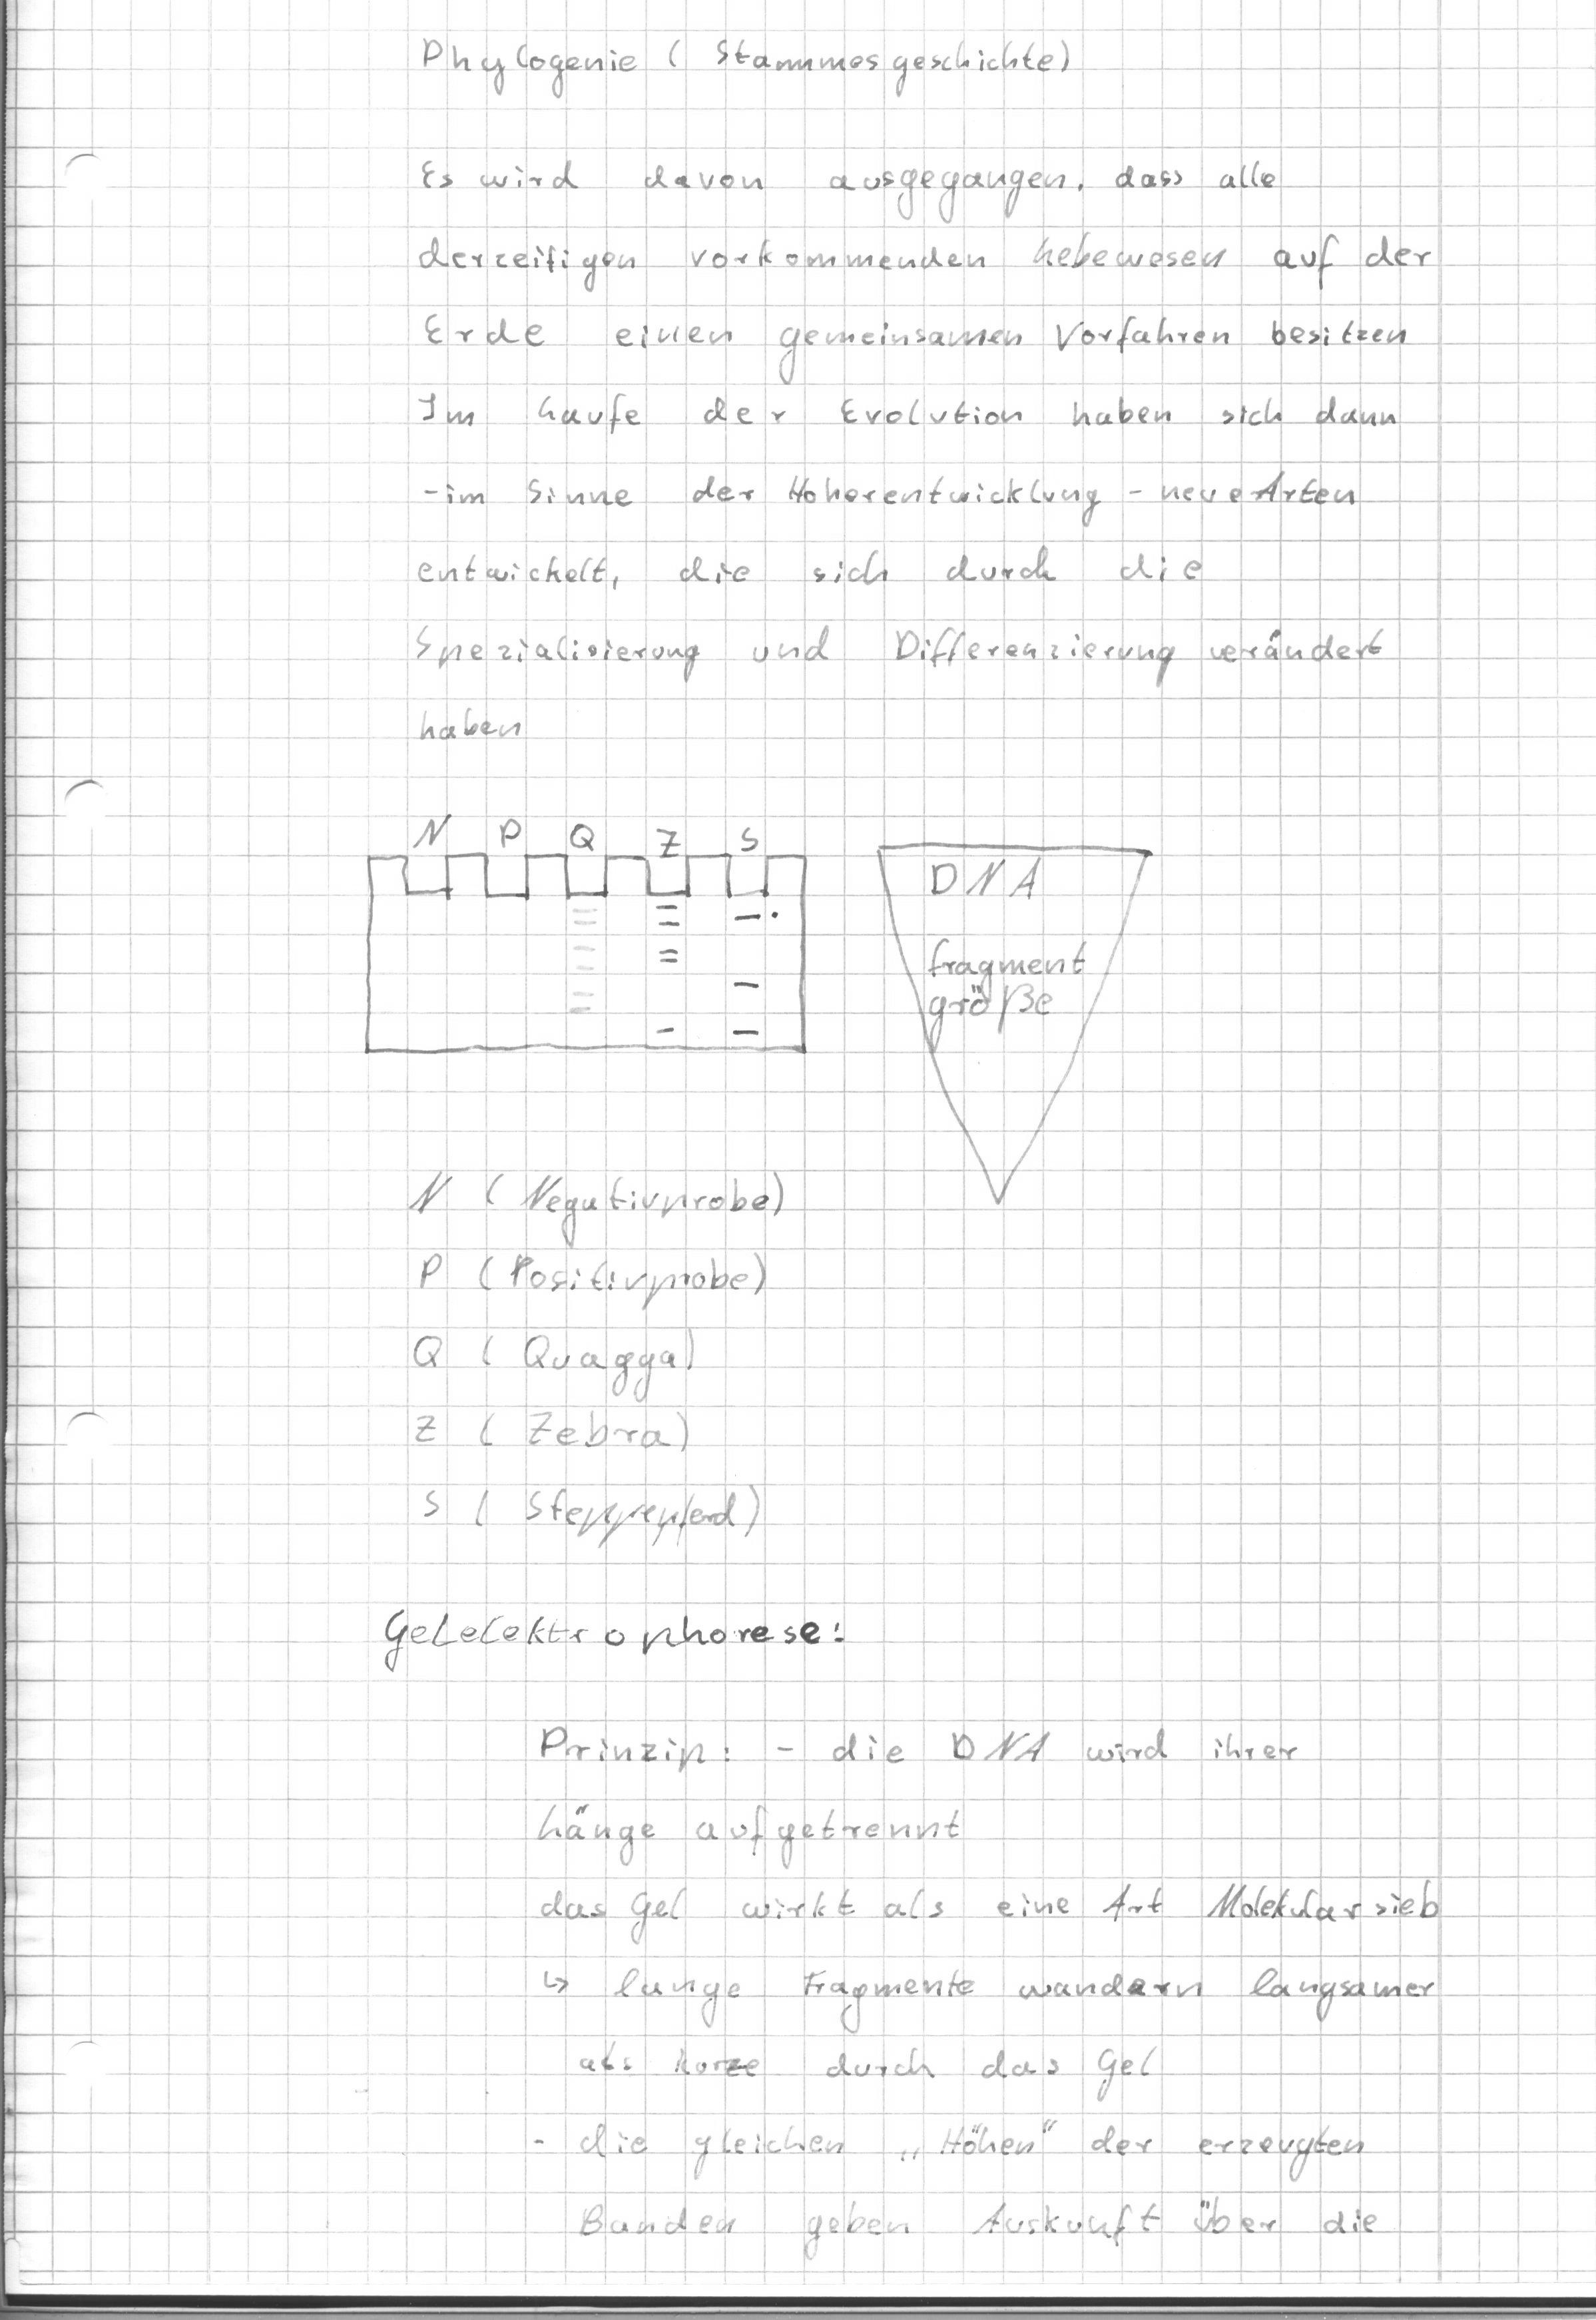 Phylogenie ( Stammesgeschichte)
Es wird davon ausgegangen, dass alle
derzeitigen vorkommenden Lebewesen auf der
Erde einen gemeinsamen Vorfahren besitzen
Im Laufe der Evolution haben sich dann
-im Sinne der Hoherentwicklung - neue Arten
entwickelt, die sich durch die
Spezialisierung und Differenzierung verändert
haben
N P Q Z S
DNA
fragment
größe
N ( Negativprobe)
P ( Positivprobe)
Q ( Quagga)
Z ( Zebra)
S ( Steppenpferd)
Gelelektrophorese:
Prinzip: - die DNA wird ihrer
Länge aufgetrennt
das Gel wirkt als eine Art Molekularsieb
↳ lange Fragmente wandern langsamer
als kurze durch das Gel
- die gleichen „Höhen" der erzeugten
Banden geben Auskunft über die